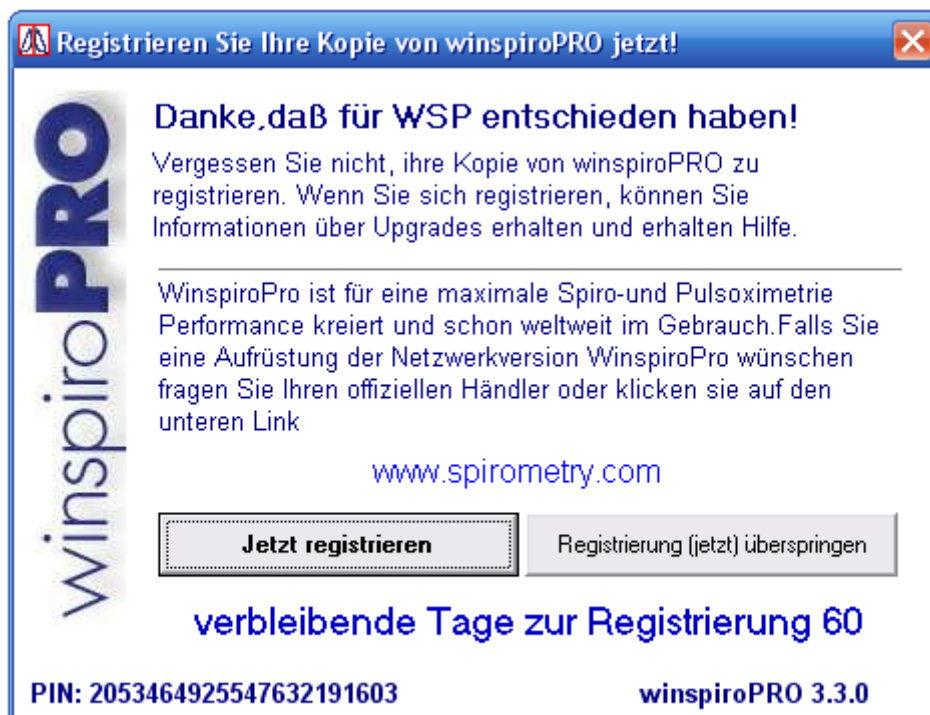 Registrieren Sie Ihre Kopie von winspiroPRO jetzt!
winspiroPRO
Danke,daß für WSP entschieden haben!
Vergessen Sie nicht, ihre Kopie von winspiroPRO zu
registrieren. Wenn Sie sich registrieren, können Sie
Informationen über Upgrades erhalten und erhalten Hilfe.
WinspiroPro ist für eine maximale Spiro-und Pulsoximetrie
Performance kreiert und schon weltweit im Gebrauch.Falls Sie
eine Aufrüstung der Netzwerkversion WinspiroPro wünschen
fragen Sie Ihren offiziellen Händler oder klicken sie auf den
unteren Link
www.spirometry.com
Jetzt registrieren
Registrierung (jetzt) überspringen
verbleibende Tage zur Registrierung 60
PIN: 2053464925547632191603
winspiroPRO 3.3.0